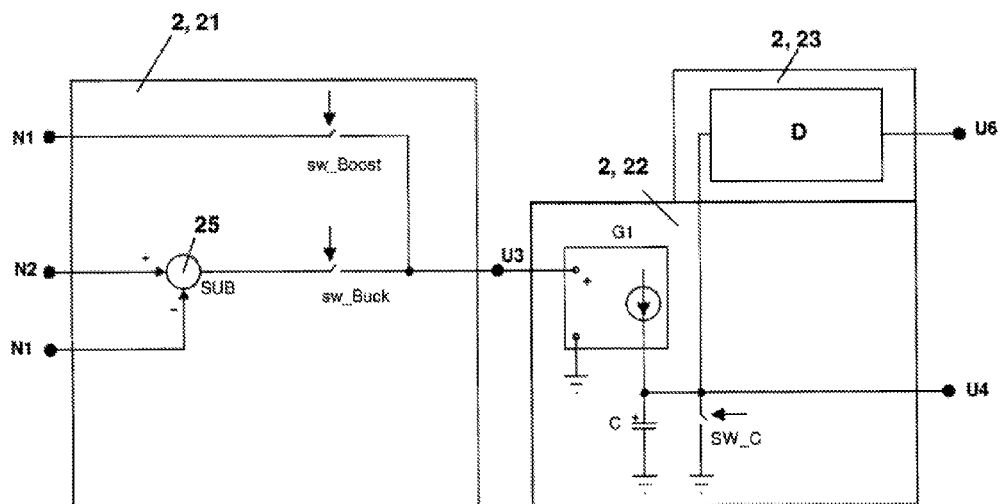 2, 21
2, 23
N1
sw_Boost
D
U6
2, 22
25
G1
N2
+
SUB
-
sw_Buck
U3
+
N1
U4
C
+
SW_C